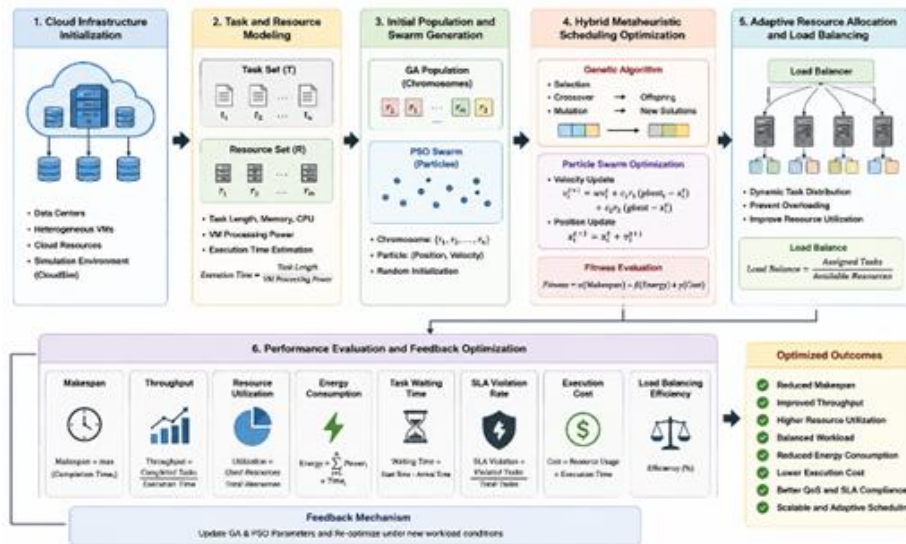 1. Cloud Infrastructure
Initialization
Data Centers
Heterogeneous VMs
Cloud Resources
Simulation Environment
(CloudSim)
2. Task and Resource
Modeling
Task Set (T)
t₁ t₂ ... tₙ
Resource Set (R)
r₁ r₂ ... rₘ
Task Length, Memory, CPU
VM Processing Power
Execution Time Estimation
Execution Time = Task Length / VM Processing Power
3. Initial Population and
Swarm Generation
GA Population
(Chromosomes)
PSO Swarm
(Particles)
Particle: (Position, Velocity)
Random Initialization
4. Hybrid Metaheuristic
Scheduling Optimization
Genetic Algorithm
Selection
Crossover → Offspring
Mutation → New Solutions
Particle Swarm Optimization
Velocity Update
Position Update
Fitness Evaluation
5. Adaptive Resource Allocation
and Load Balancing
Load Balancer
Dynamic Task Distribution
Prevent Overloading
Improve Resource Utilization
Load Balance
Load Balance = Assigned Tasks / Available Resources
6. Performance Evaluation and Feedback Optimization
Makespan
Makespan = max
(Completion Timeᵢ)
Throughput
Throughput =
Completed Tasks
Execution Time
Resource
Utilization
Utilization =
Used Resources
Total Resources
Energy
Consumption
Task Waiting
Time
Waiting Time =
Start Time - Arrival Time
SLA Violation
Rate
SLA Violation =
Violated Tasks
Total Tasks
Execution
Cost
Cost = Resource Usage
× Execution Time
Load Balancing
Efficiency
Efficiency (%)
Feedback Mechanism
Update GA & PSO Parameters and Re-optimize under new workload conditions
Optimized Outcomes
Reduced Makespan
Improved Throughput
Higher Resource Utilization
Balanced Workload
Reduced Energy Consumption
Lower Execution Cost
Better QoS and SLA Compliance
Scalable and Adaptive Scheduling